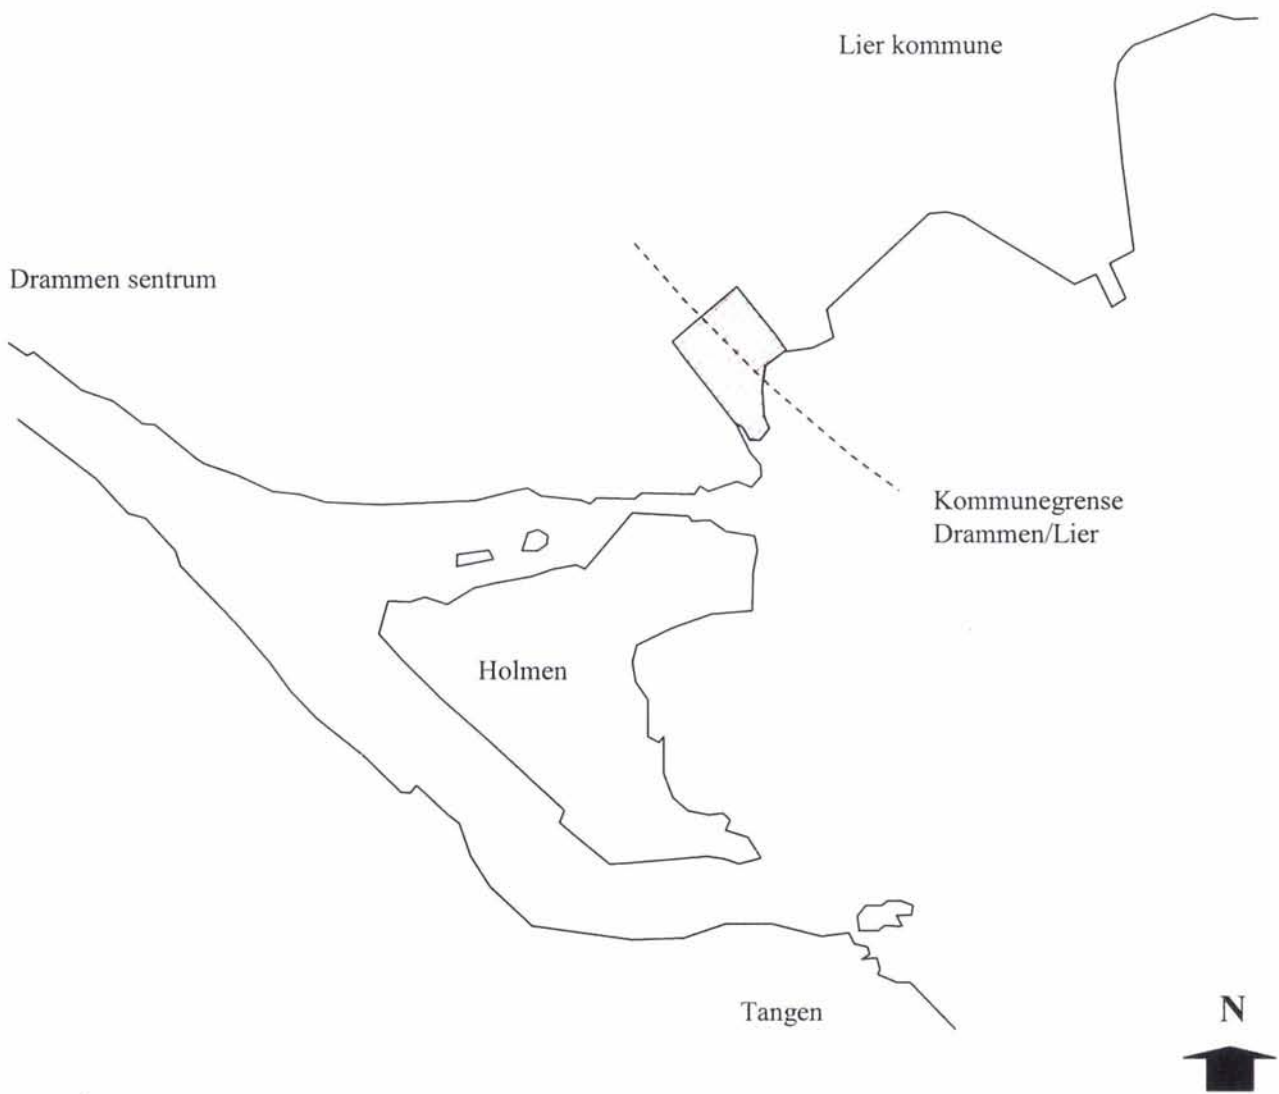 Lier kommune
Drammen sentrum
Kommunegrense
Drammen/Lier
Holmen
Tangen
N